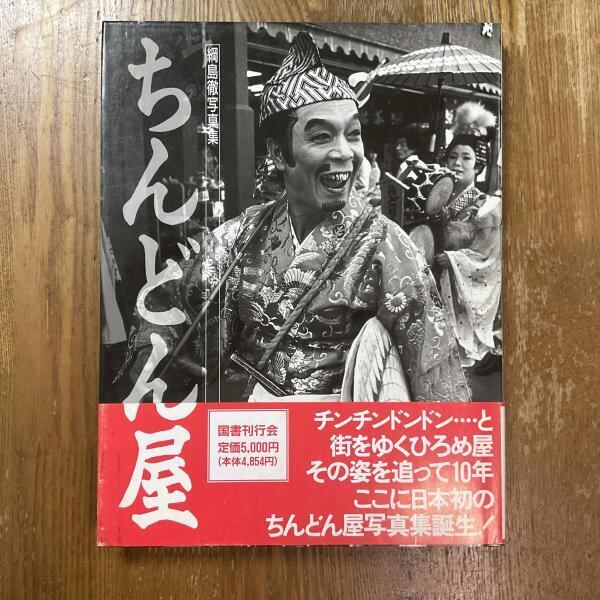 綱島徹写真集
ちんどん屋
国書刊行会
定価5,000円
(本体4,854円)
チンチンドンドン‥‥と
街をゆくひろめ屋
その姿を追って10年
ここに日本初の
ちんどん屋写真集誕生!